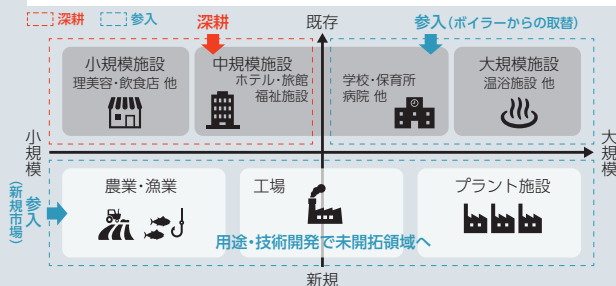 深耕 参入
深耕
既存
参入(ボイラーからの取替)
小規模施設
理美容・飲食店 他
中規模施設
ホテル・旅館
福祉施設
学校・保育所
病院 他
大規模施設
温浴施設 他
小規模
大規模
参入
(新規市場)
農業・漁業
工場
プラント施設
用途・技術開発で未開拓領域へ
新規